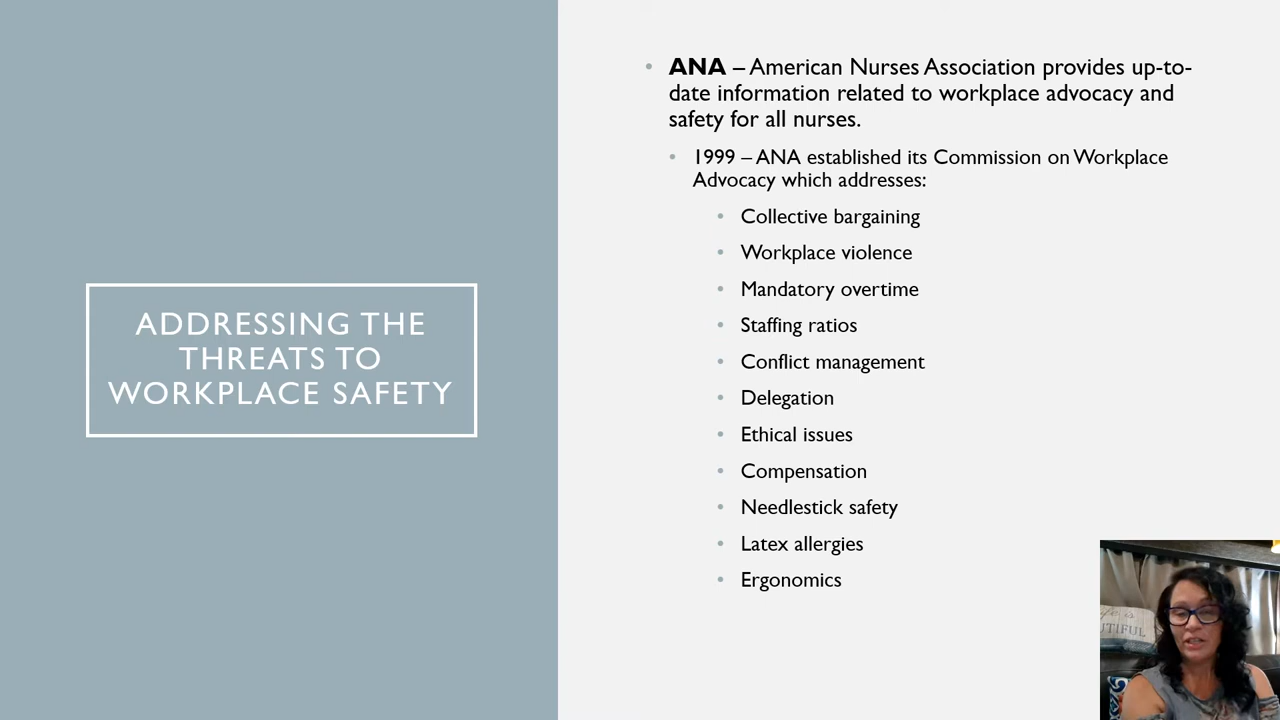 ADDRESSING THE
THREATS TO
WORKPLACE SAFETY
• ANA – American Nurses Association provides up-to-
date information related to workplace advocacy and
safety for all nurses.
• 1999 – ANA established its Commission on Workplace
Advocacy which addresses:
• Collective bargaining
• Workplace violence
• Mandatory overtime
• Staffing ratios
• Conflict management
• Delegation
• Ethical issues
• Compensation
• Needlestick safety
• Latex allergies
• Ergonomics